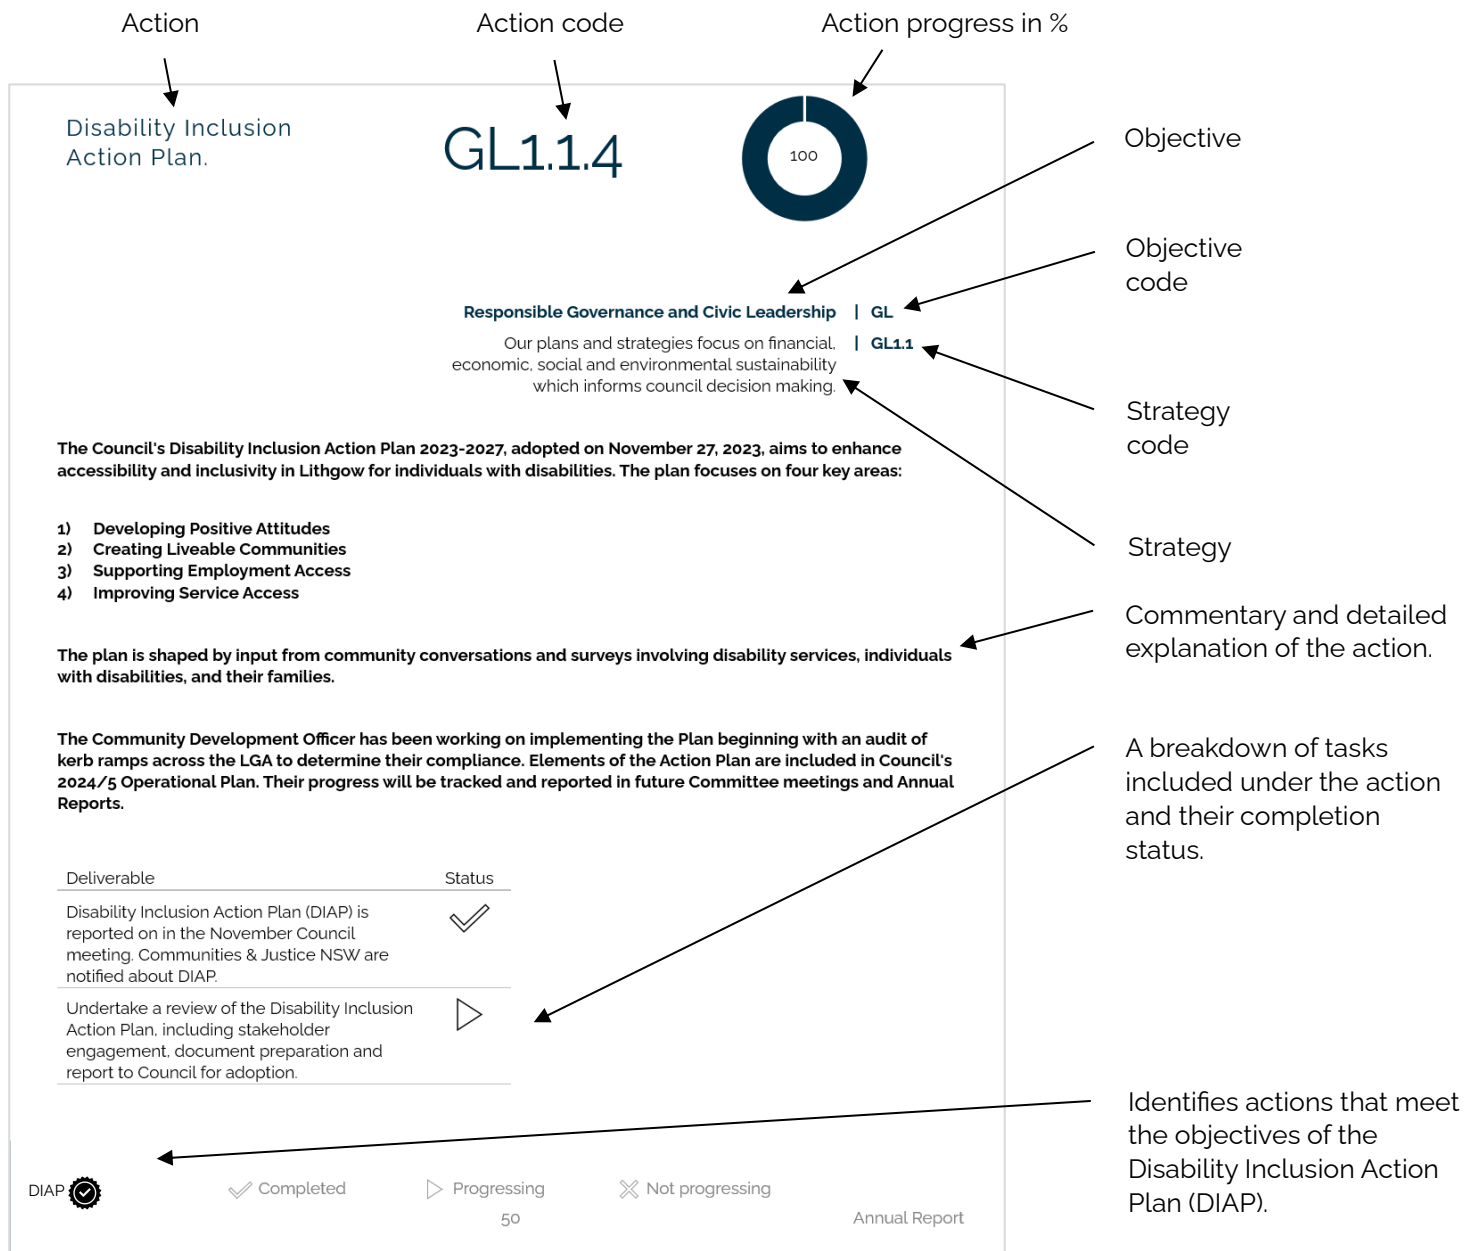 Action
Action code
Action progress in %
Disability Inclusion
Action Plan.
GL1.1.4
100
Objective
Objective
code
Responsible Governance and Civic Leadership | GL
Our plans and strategies focus on financial, | GL1.1
economic, social and environmental sustainability
which informs council decision making.
Strategy
code
Strategy
The Council's Disability Inclusion Action Plan 2023-2027, adopted on November 27, 2023, aims to enhance
accessibility and inclusivity in Lithgow for individuals with disabilities. The plan focuses on four key areas:
1) Developing Positive Attitudes
2) Creating Liveable Communities
3) Supporting Employment Access
4) Improving Service Access
Commentary and detailed
explanation of the action.
The plan is shaped by input from community conversations and surveys involving disability services, individuals
with disabilities, and their families.
The Community Development Officer has been working on implementing the Plan beginning with an audit of
kerb ramps across the LGA to determine their compliance. Elements of the Action Plan are included in Council's
2024/5 Operational Plan. Their progress will be tracked and reported in future Committee meetings and Annual
Reports.
A breakdown of tasks
included under the action
and their completion
status.
Deliverable Status
Disability Inclusion Action Plan (DIAP) is
reported on in the November Council
meeting. Communities & Justice NSW are
notified about DIAP.
Undertake a review of the Disability Inclusion
Action Plan, including stakeholder
engagement, document preparation and
report to Council for adoption.
Identifies actions that meet
the objectives of the
Disability Inclusion Action
Plan (DIAP).
DIAP
Completed
Progressing
Not progressing
50
Annual Report